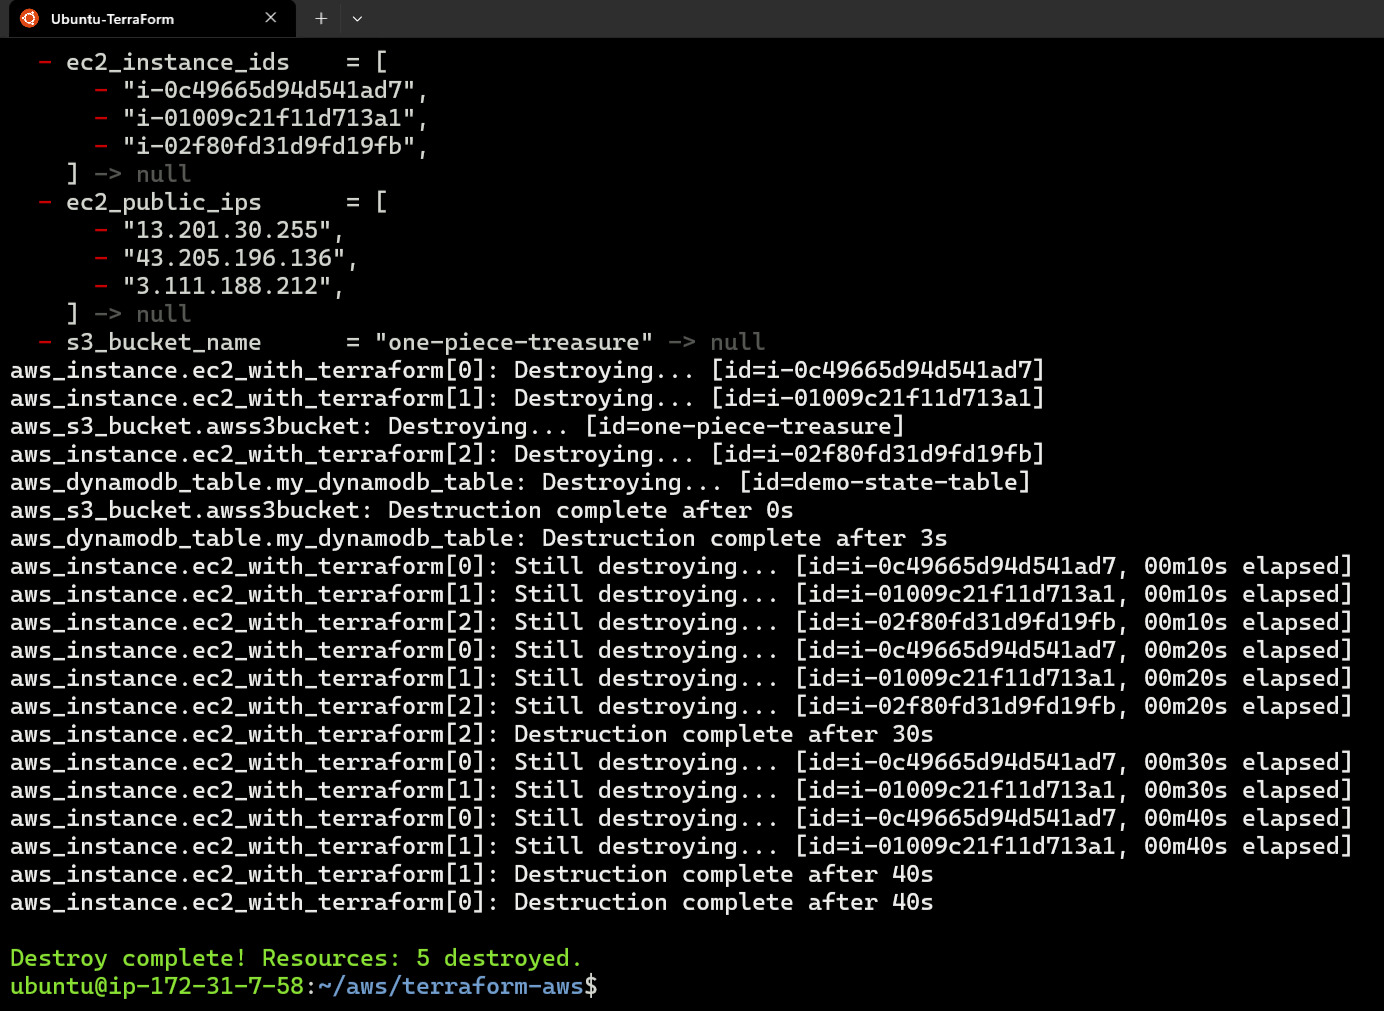 Ubuntu-TerraForm
- ec2_instance_ids    = [
- "i-0c49665d94d541ad7",
- "i-01009c21f11d713a1",
- "i-02f80fd31d9fd19fb",
] -> null
- ec2_public_ips      = [
- "13.201.30.255",
- "43.205.196.136",
- "3.111.188.212",
] -> null
- s3_bucket_name      = "one-piece-treasure" -> null
aws_instance.ec2_with_terraform[0]: Destroying... [id=i-0c49665d94d541ad7]
aws_instance.ec2_with_terraform[1]: Destroying... [id=i-01009c21f11d713a1]
aws_s3_bucket.awss3bucket: Destroying... [id=one-piece-treasure]
aws_instance.ec2_with_terraform[2]: Destroying... [id=i-02f80fd31d9fd19fb]
aws_dynamodb_table.my_dynamodb_table: Destroying... [id=demo-state-table]
aws_s3_bucket.awss3bucket: Destruction complete after 0s
aws_dynamodb_table.my_dynamodb_table: Destruction complete after 3s
aws_instance.ec2_with_terraform[0]: Still destroying... [id=i-0c49665d94d541ad7, 00m10s elapsed]
aws_instance.ec2_with_terraform[1]: Still destroying... [id=i-01009c21f11d713a1, 00m10s elapsed]
aws_instance.ec2_with_terraform[2]: Still destroying... [id=i-02f80fd31d9fd19fb, 00m10s elapsed]
aws_instance.ec2_with_terraform[0]: Still destroying... [id=i-0c49665d94d541ad7, 00m20s elapsed]
aws_instance.ec2_with_terraform[1]: Still destroying... [id=i-01009c21f11d713a1, 00m20s elapsed]
aws_instance.ec2_with_terraform[2]: Still destroying... [id=i-02f80fd31d9fd19fb, 00m20s elapsed]
aws_instance.ec2_with_terraform[2]: Destruction complete after 30s
aws_instance.ec2_with_terraform[0]: Still destroying... [id=i-0c49665d94d541ad7, 00m30s elapsed]
aws_instance.ec2_with_terraform[1]: Still destroying... [id=i-01009c21f11d713a1, 00m30s elapsed]
aws_instance.ec2_with_terraform[0]: Still destroying... [id=i-0c49665d94d541ad7, 00m40s elapsed]
aws_instance.ec2_with_terraform[1]: Still destroying... [id=i-01009c21f11d713a1, 00m40s elapsed]
aws_instance.ec2_with_terraform[1]: Destruction complete after 40s
aws_instance.ec2_with_terraform[0]: Destruction complete after 40s
Destroy complete! Resources: 5 destroyed.
ubuntu@ip-172-31-7-58:~/aws/terraform-aws$